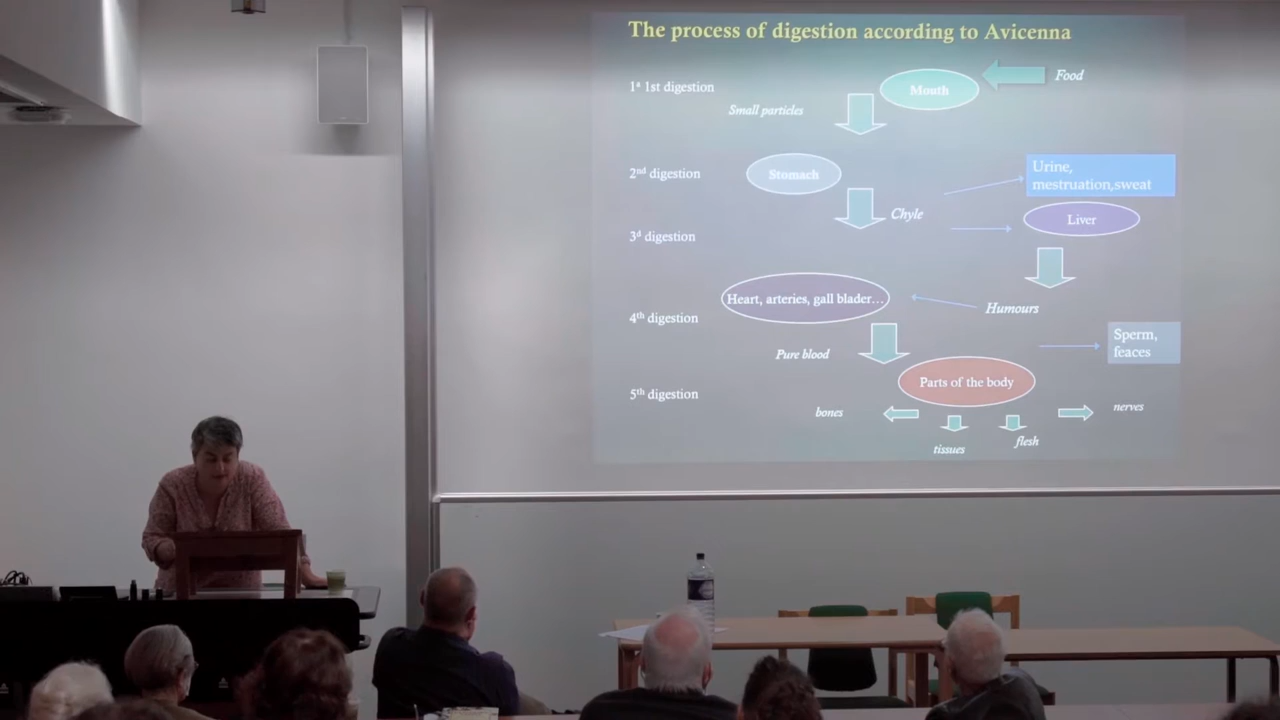 The process of digestion according to Avicenna
1ª 1st digestion
Mouth
Food
Small particles
2nd digestion
Stomach
Urine,
mestruation,sweat
Chyle
Liver
3d digestion
Heart, arteries, gall blader...
Humours
4th digestion
Sperm,
feaces
Pure blood
Parts of the body
5th digestion
bones
nerves
tissues
flesh